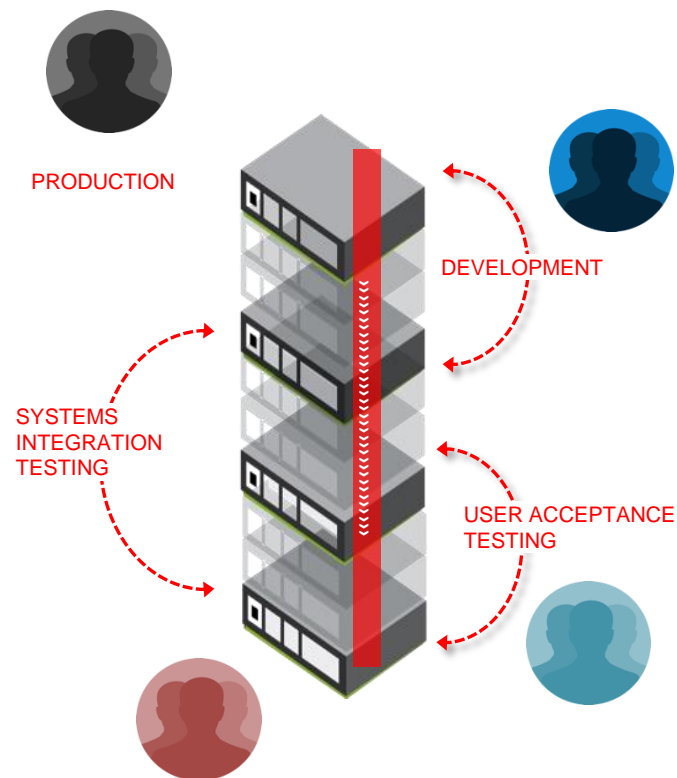 PRODUCTION
DEVELOPMENT
SYSTEMS
INTEGRATION
TESTING
USER ACCEPTANCE
TESTING